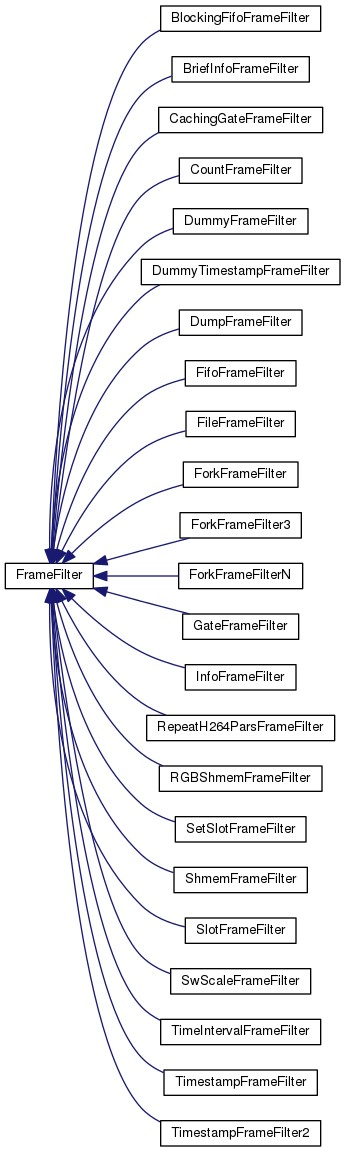 BlockingFifoFrameFilter
BriefInfoFrameFilter
CachingGateFrameFilter
CountFrameFilter
DummyFrameFilter
DummyTimestampFrameFilter
DumpFrameFilter
FifoFrameFilter
FileFrameFilter
ForkFrameFilter
ForkFrameFilter3
FrameFilter
ForkFrameFilterN
GateFrameFilter
InfoFrameFilter
RepeatH264ParsFrameFilter
RGBShmemFrameFilter
SetSlotFrameFilter
ShmemFrameFilter
SlotFrameFilter
SwScaleFrameFilter
TimeIntervalFrameFilter
TimestampFrameFilter
TimestampFrameFilter2